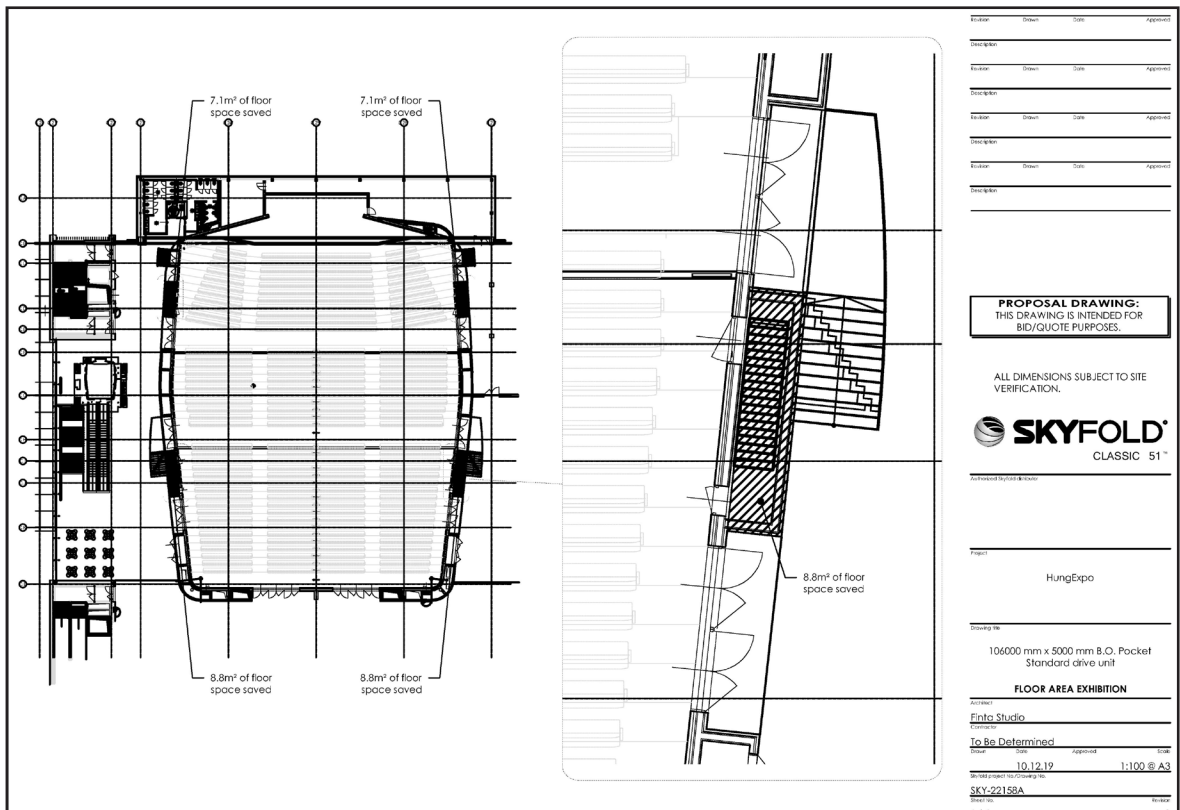 7.1m² of floor
space saved
7.1m² of floor
space saved
8.8m² of floor
space saved
8.8m² of floor
space saved
8.8m² of floor
space saved
Revision Drawn Date Approved
Description
Revision Drawn Date Approved
Description
Revision Drawn Date Approved
Description
Revision Drawn Date Approved
Description
PROPOSAL DRAWING:
THIS DRAWING IS INTENDED FOR
BID/QUOTE PURPOSES.
ALL DIMENSIONS SUBJECT TO SITE
VERIFICATION.
SKYFOLD
CLASSIC 51™
Authorized Skyfold distributor
Project
HungExpo
Drawing title
106000 mm x 5000 mm B.O. Pocket
Standard drive unit
FLOOR AREA EXHIBITION
Architect
Finta Studio
Contractor
To Be Determined
Drawn Date Approved Scale
10.12.19 1:100 @ A3
Skyfold project No./Drawing No.
SKY-22158A
Sheet No. Revision